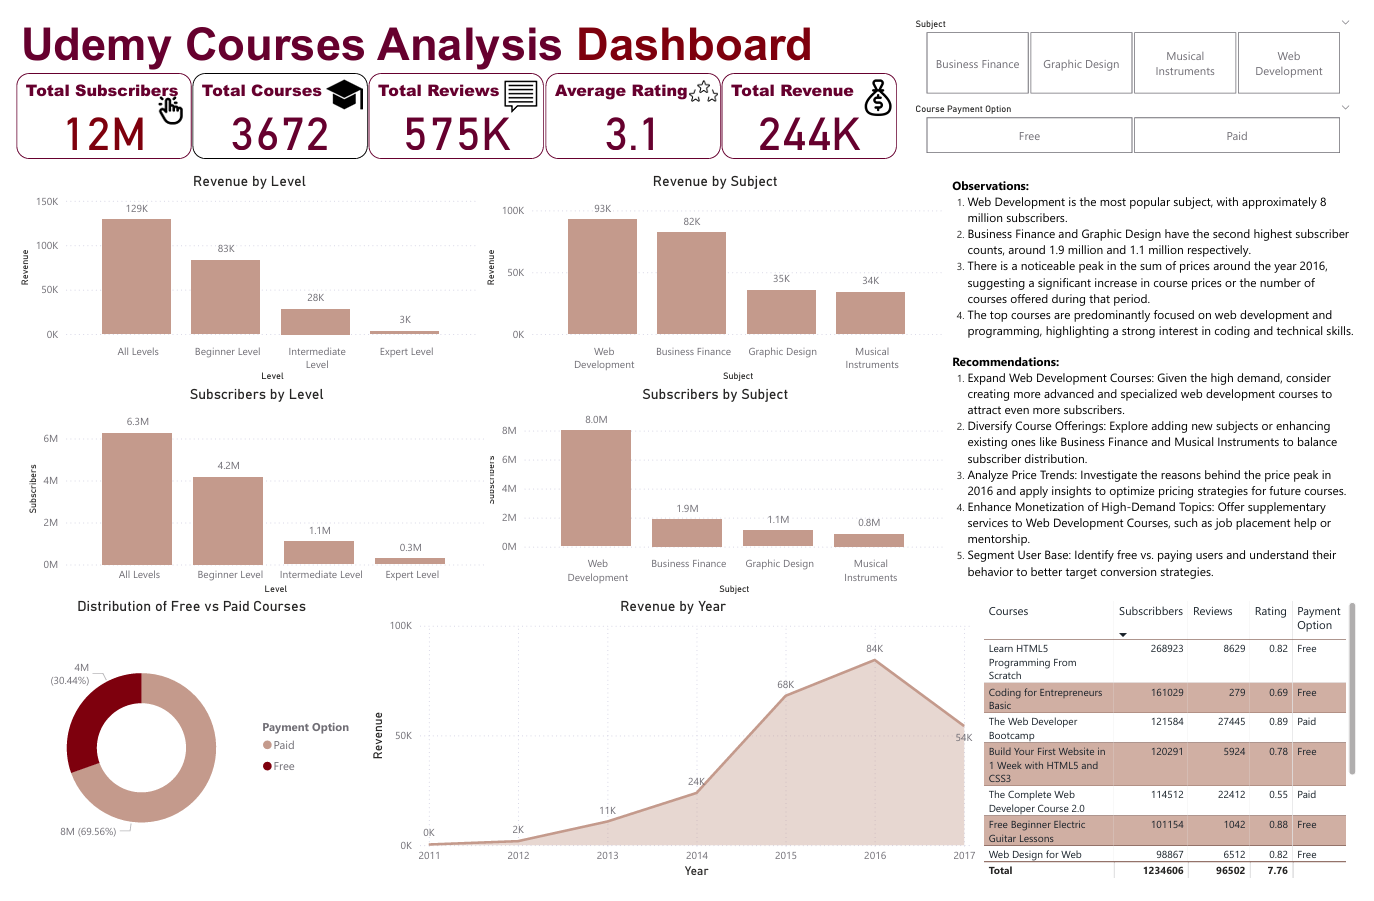 Udemy Courses Analysis Dashboard
Total Subscribers
12M
Total Courses
3672
Total Reviews
575K
Average Rating
3.1
Total Revenue
244K
Subject
Business Finance
Graphic Design
Musical
Instruments
Web
Development
Course Payment Option
Free
Paid
Revenue by Level
Revenue
150K
100K
50K
0K
129K
83K
28K
3K
All Levels
Beginner Level
Intermediate
Level
Expert Level
Level
Revenue by Subject
Revenue
100K
50K
0K
93K
82K
35K
34K
Web
Development
Business Finance
Graphic Design
Musical
Instruments
Subject
Observations:
1. Web Development is the most popular subject, with approximately 8
million subscribers.
2. Business Finance and Graphic Design have the second highest subscriber
counts, around 1.9 million and 1.1 million respectively.
3. There is a noticeable peak in the sum of prices around the year 2016,
suggesting a significant increase in course prices or the number of
courses offered during that period.
4. The top courses are predominantly focused on web development and
programming, highlighting a strong interest in coding and technical skills.
Recommendations:
1. Expand Web Development Courses: Given the high demand, consider
creating more advanced and specialized web development courses to
attract even more subscribers.
2. Diversify Course Offerings: Explore adding new subjects or enhancing
existing ones like Business Finance and Musical Instruments to balance
subscriber distribution.
3. Analyze Price Trends: Investigate the reasons behind the price peak in
2016 and apply insights to optimize pricing strategies for future courses.
4. Enhance Monetization of High-Demand Topics: Offer supplementary
services to Web Development Courses, such as job placement help or
mentorship.
5. Segment User Base: Identify free vs. paying users and understand their
behavior to better target conversion strategies.
Subscribers by Level
Subscribers
6M
4M
2M
0M
6.3M
4.2M
1.1M
0.3M
All Levels
Beginner Level
Intermediate Level
Expert Level
Level
Subscribers by Subject
Subscribers
8M
6M
4M
2M
0M
8.0M
1.9M
1.1M
0.8M
Web
Development
Business Finance
Graphic Design
Musical
Instruments
Subject
Distribution of Free vs Paid Courses
4M
(30.44%)
8M (69.56%)
Payment Option
Paid
Free
Revenue by Year
Revenue
100K
50K
0K
0K
2K
11K
24K
68K
84K
54K
2011
2012
2013
2014
2015
2016
2017
Year
Courses Subscribbers Reviews Rating Payment
Option
Learn HTML5 268923 8629 0.82 Free
Programming From
Scratch
Coding for Entrepreneurs 161029 279 0.69 Free
Basic
The Web Developer 121584 27445 0.89 Paid
Bootcamp
Build Your First Website in 120291 5924 0.78 Free
1 Week with HTML5 and
CSS3
The Complete Web 114512 22412 0.55 Paid
Developer Course 2.0
Free Beginner Electric 101154 1042 0.88 Free
Guitar Lessons
Web Design for Web 98867 6512 0.82 Free
Total 1234606 96502 7.76